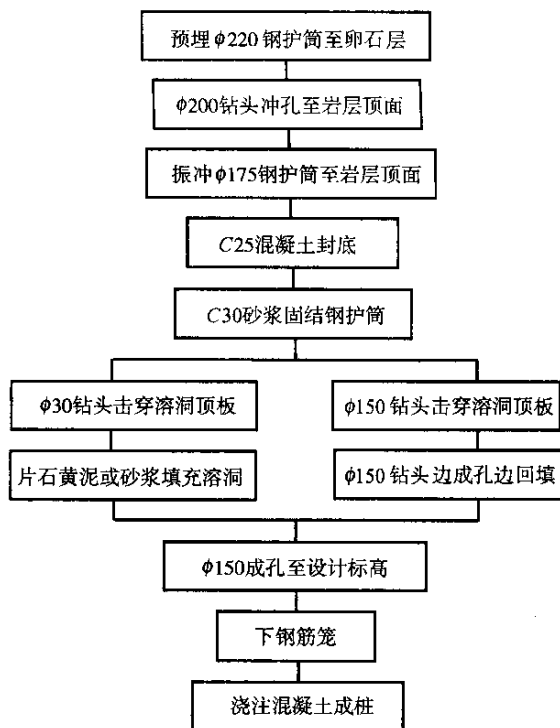 预埋φ220钢护筒至卵石层
φ200钻头冲孔至岩层顶面
振冲φ175钢护筒至岩层顶面
C25混凝土封底
C30砂浆固结钢护筒
φ30钻头击穿溶洞顶板
φ150钻头击穿溶洞顶板
片石黄泥或砂浆填充溶洞
φ150钻头边成孔边回填
φ150成孔至设计标高
下钢筋笼
浇注混凝土成桩